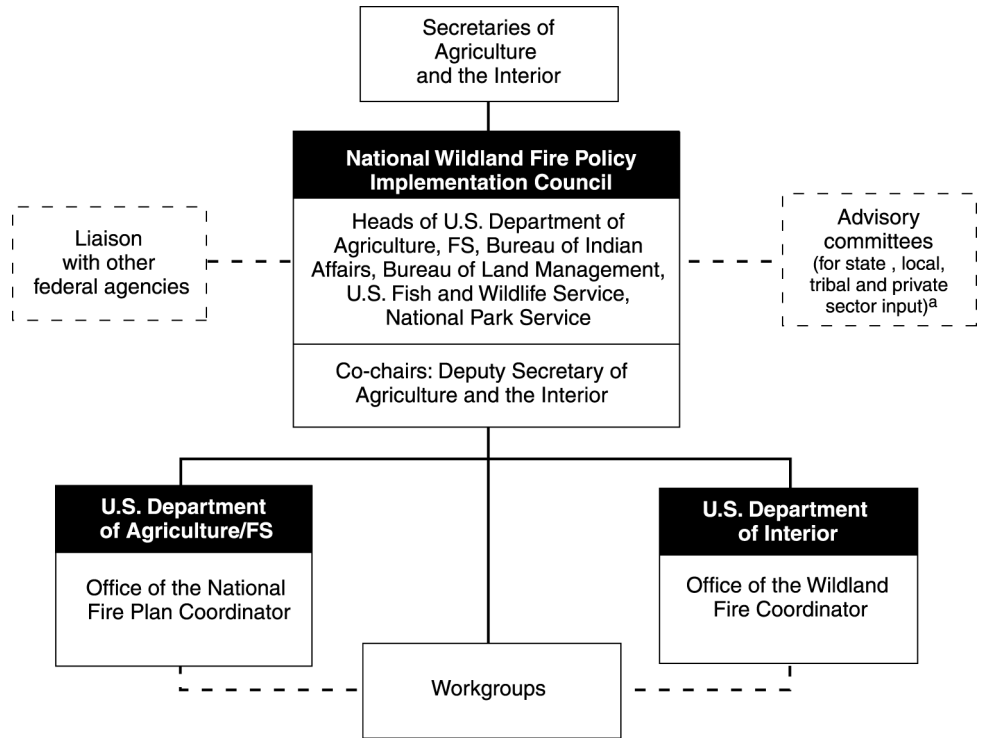 Secretaries of
Agriculture
and the Interior
National Wildland Fire Policy
Implementation Council
Heads of U.S. Department of
Agriculture, FS, Bureau of Indian
Affairs, Bureau of Land Management,
U.S. Fish and Wildlife Service,
National Park Service
Co-chairs: Deputy Secretary of
Agriculture and the Interior
Liaison
with other
federal agencies
Advisory
committees
(for state , local,
tribal and private
sector input)a
U.S. Department
of Agriculture/FS
Office of the National
Fire Plan Coordinator
U.S. Department
of Interior
Office of the Wildland
Fire Coordinator
Workgroups